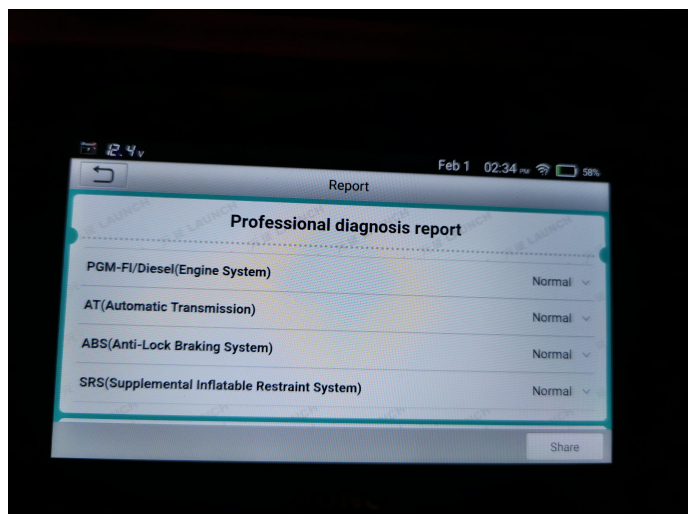 12.4v
Feb 1 02:34 PM 58%
Report
Professional diagnosis report
PGM-FI/Diesel(Engine System) Normal
AT(Automatic Transmission) Normal
ABS(Anti-Lock Braking System) Normal
SRS(Supplemental Inflatable Restraint System) Normal
Share